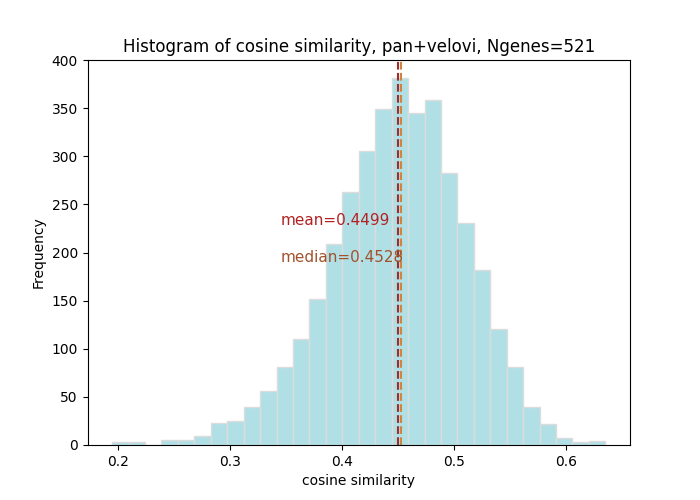 Histogram of cosine similarity, pan+velovi, Ngenes=521
400
350
300
250
200
150
100
50
0
Frequency
mean=0.4499
median=0.4528
0.2 0.3 0.4 0.5 0.6
cosine similarity